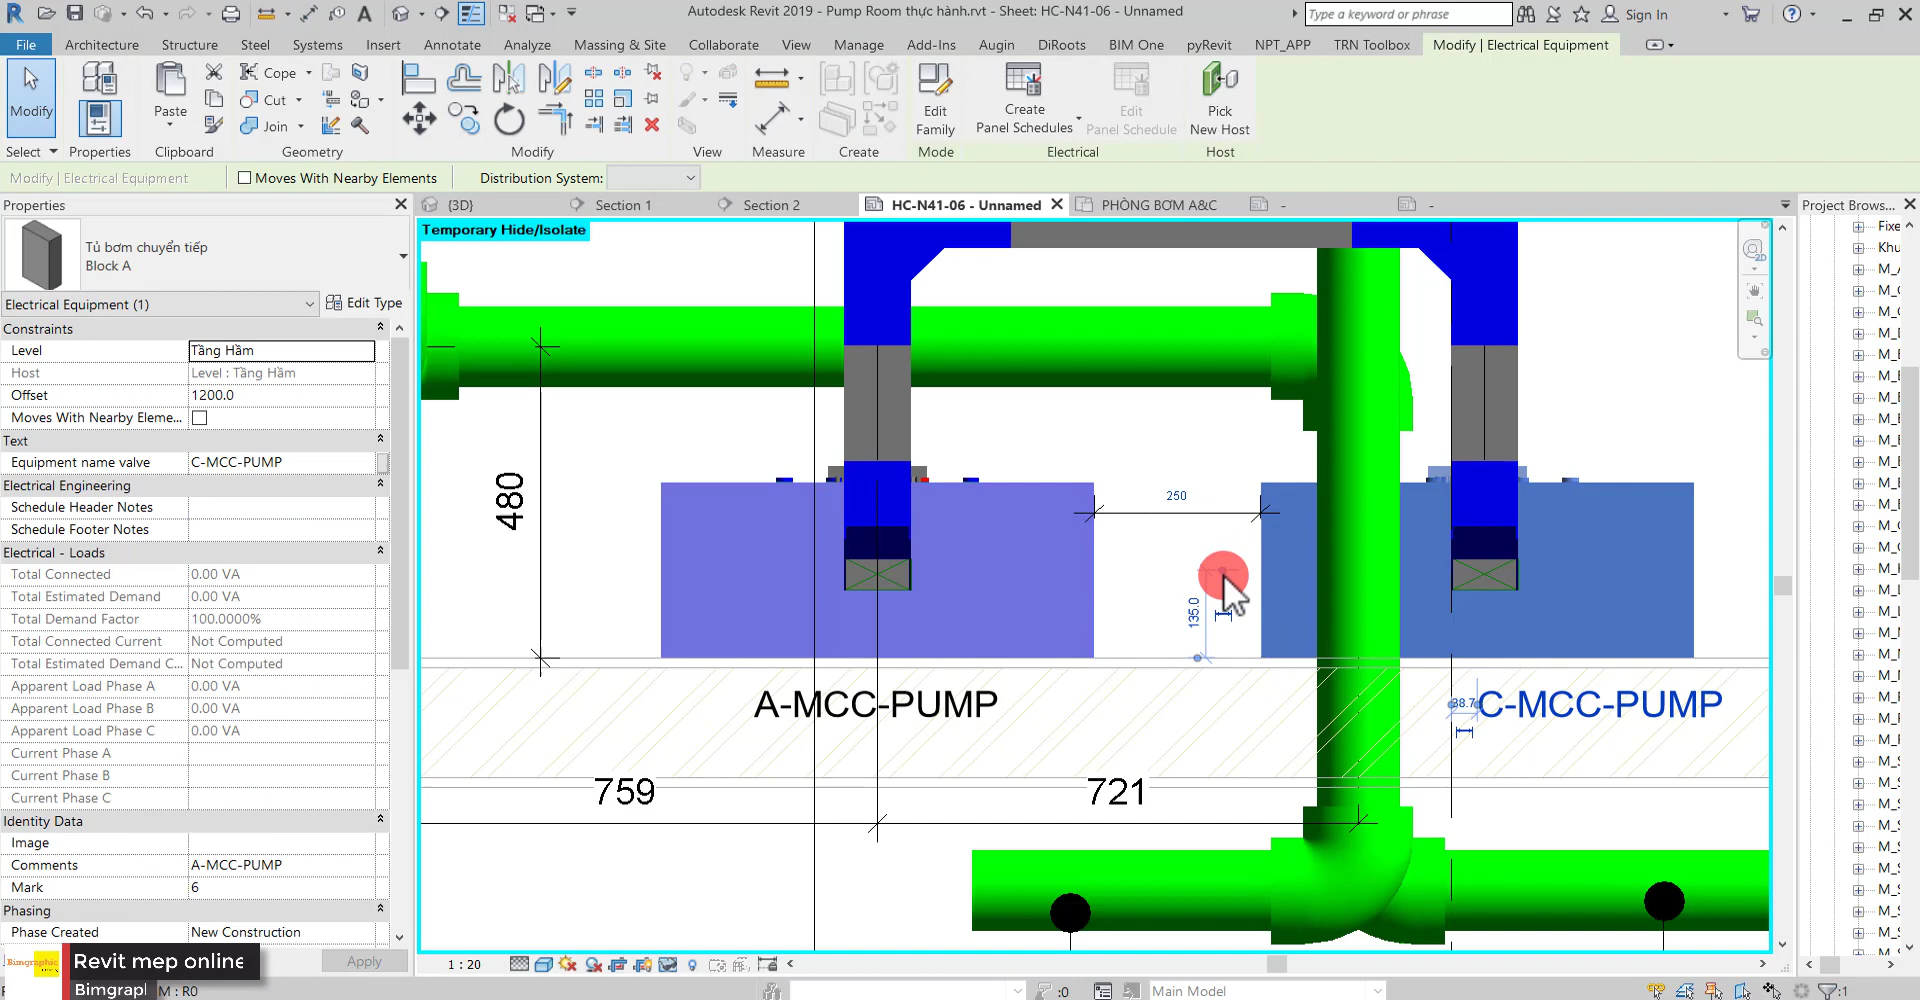 Autodesk Revit 2019 - Pump Room thực hành.rvt - Sheet: HC-N41-06 - Unnamed
Type a keyword or phrase
Sign In
File Architecture Structure Steel Systems Insert Annotate Analyze Massing & Site Collaborate View Manage Add-Ins Augin DiRoots BIM One pyRevit NPT_APP TRN Toolbox Modify | Electrical Equipment
Modify
Paste
Cope
Cut
Join
Edit
Family
Create
Panel Schedules
Edit
Panel Schedule
Pick
New Host
Select Properties Clipboard Geometry Modify View Measure Create Mode Electrical Host
Modify | Electrical Equipment
Moves With Nearby Elements
Distribution System:
Properties
{3D} Section 1 Section 2 HC-N41-06 - Unnamed PHÒNG BƠM A&C - -
Project Brows...
Tủ bơm chuyển tiếp
Block A
Electrical Equipment (1)
Edit Type
Constraints
Level Tầng Hầm
Host Level : Tầng Hầm
Offset 1200.0
Moves With Nearby Eleme...
Text
Equipment name valve C-MCC-PUMP
Electrical Engineering
Schedule Header Notes
Schedule Footer Notes
Electrical - Loads
Total Connected 0.00 VA
Total Estimated Demand 0.00 VA
Total Demand Factor 100.0000%
Total Connected Current Not Computed
Total Estimated Demand C... Not Computed
Apparent Load Phase A 0.00 VA
Apparent Load Phase B 0.00 VA
Apparent Load Phase C 0.00 VA
Current Phase A
Current Phase B
Current Phase C
Identity Data
Image
Comments A-MCC-PUMP
Mark 6
Phasing
Phase Created New Construction
Apply
Temporary Hide/Isolate
480
250
135.0
A-MCC-PUMP
38.7
C-MCC-PUMP
759
721
Fixe
Khu
1 : 20
Bimgraphic
Revit mep online
Bimgraph
M : R0
:0
Main Model
:1